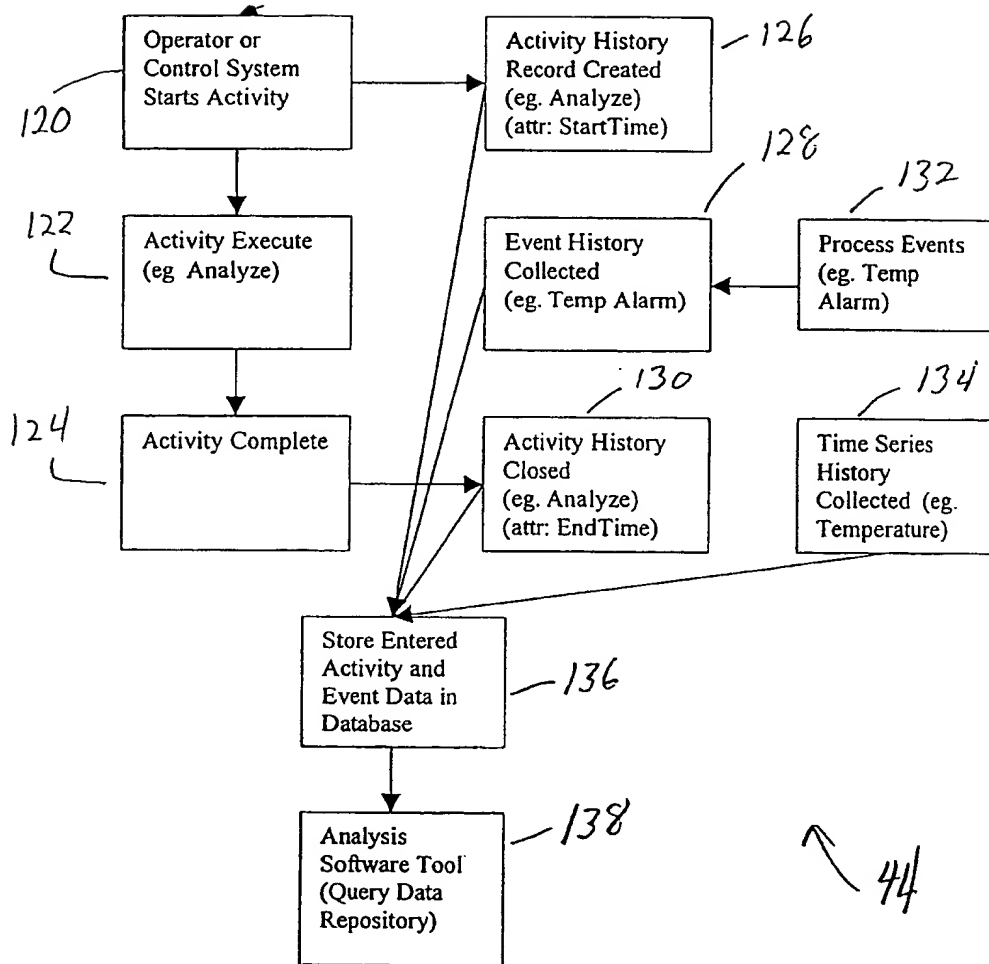 Operator or
Control System
Starts Activity
120
Activity History
Record Created
(eg. Analyze)
(attr: StartTime)
126
Activity Execute
(eg Analyze)
122
Event History
Collected
(eg. Temp Alarm)
128
Process Events
(eg. Temp
Alarm)
132
Activity Complete
124
Activity History
Closed
(eg. Analyze)
(attr: EndTime)
130
Time Series
History
Collected (eg.
Temperature)
134
Store Entered
Activity and
Event Data in
Database
136
Analysis
Software Tool
(Query Data
Repository)
138
44